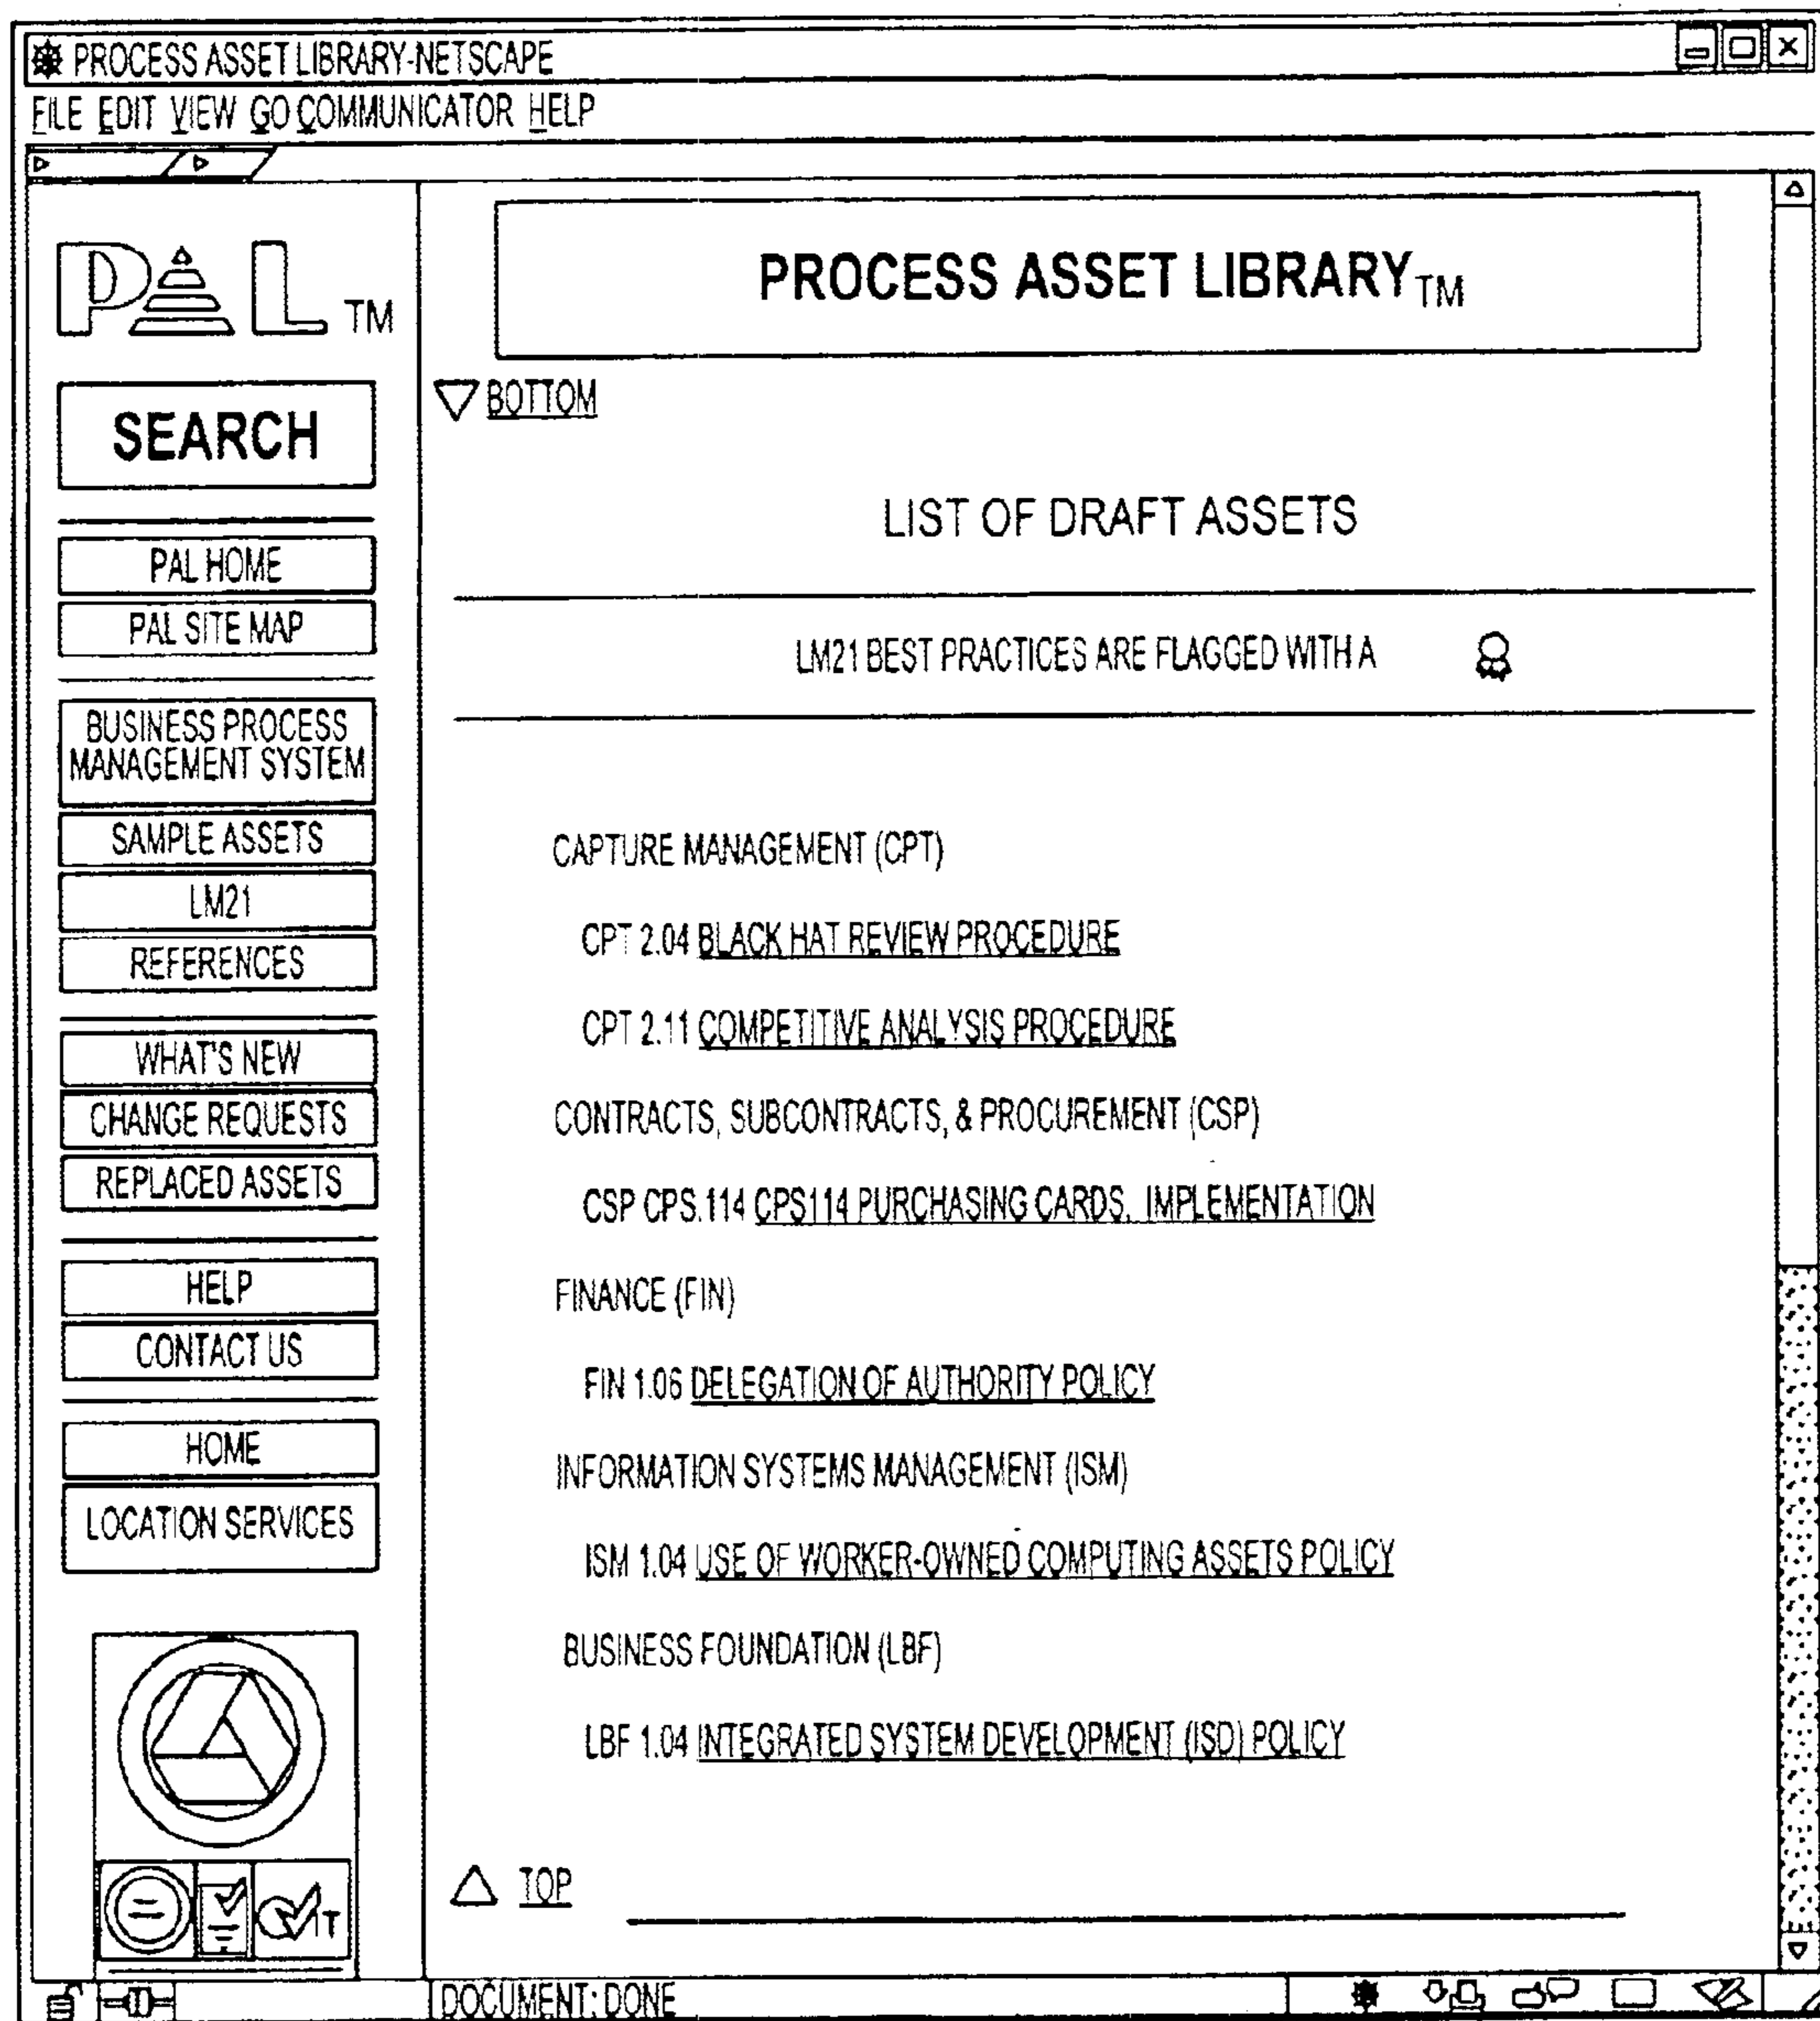 PROCESS ASSET LIBRARY-NETSCAPE
FILE EDIT VIEW GO COMMUNICATOR HELP
PAL TM
SEARCH
PAL HOME
PAL SITE MAP
BUSINESS PROCESS
MANAGEMENT SYSTEM
SAMPLE ASSETS
LM21
REFERENCES
WHAT'S NEW
CHANGE REQUESTS
REPLACED ASSETS
HELP
CONTACT US
HOME
LOCATION SERVICES
T
PROCESS ASSET LIBRARY TM
BOTTOM
LIST OF DRAFT ASSETS
LM21 BEST PRACTICES ARE FLAGGED WITH A
CAPTURE MANAGEMENT (CPT)
CPT 2.04 BLACK HAT REVIEW PROCEDURE
CPT 2.11 COMPETITIVE ANALYSIS PROCEDURE
CONTRACTS, SUBCONTRACTS, & PROCUREMENT (CSP)
CSP CPS.114 CPS114 PURCHASING CARDS, IMPLEMENTATION
FINANCE (FIN)
FIN 1.06 DELEGATION OF AUTHORITY POLICY
INFORMATION SYSTEMS MANAGEMENT (ISM)
ISM 1.04 USE OF WORKER-OWNED COMPUTING ASSETS POLICY
BUSINESS FOUNDATION (LBF)
LBF 1.04 INTEGRATED SYSTEM DEVELOPMENT (ISD) POLICY
TOP
DOCUMENT: DONE